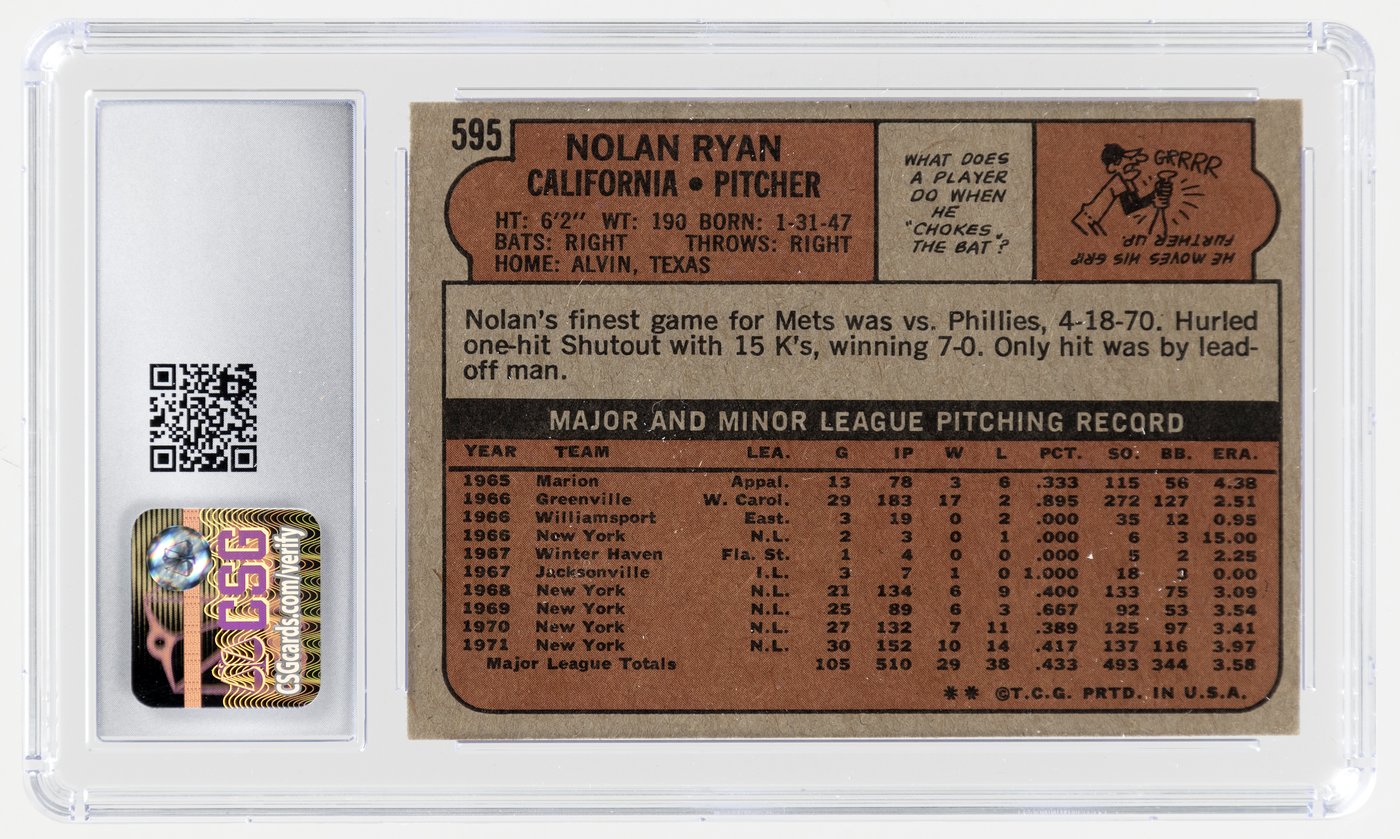 595
NOLAN RYAN
CALIFORNIA • PITCHER
HT: 6'2" WT: 190 BORN: 1-31-47
BATS: RIGHT THROWS: RIGHT
HOME: ALVIN, TEXAS
WHAT DOES
A PLAYER
DO WHEN
HE
"CHOKES
THE BAT"?
GRRRR
HE MOVES HIS GRIP
FURTHER UP.
Nolan's finest game for Mets was vs. Phillies, 4-18-70. Hurled
one-hit Shutout with 15 K's, winning 7-0. Only hit was by lead-
off man.
MAJOR AND MINOR LEAGUE PITCHING RECORD
YEAR TEAM LEA. G IP W L PCT. SO. BB. ERA.
1965 Marion Appal. 13 78 3 6 .333 115 56 4.38
1966 Greenville W. Carol. 29 183 17 2 .895 272 127 2.51
1966 Williamsport East. 3 19 0 2 .000 35 12 0.95
1966 New York N.L. 2 3 0 1 .000 6 3 15.00
1967 Winter Haven Fla. St. 1 4 0 0 .000 5 2 2.25
1967 Jacksonville I.L. 3 7 1 0 1.000 18 3 0.00
1968 New York N.L. 21 134 6 9 .400 133 75 3.09
1969 New York N.L. 25 89 6 3 .667 92 53 3.54
1970 New York N.L. 27 132 7 11 .389 125 97 3.41
1971 New York N.L. 30 152 10 14 .417 137 116 3.97
Major League Totals 105 510 29 38 .433 493 344 3.58
** ©T.C.G. PRTD. IN U.S.A.
CSG
CSGcards.com/verify